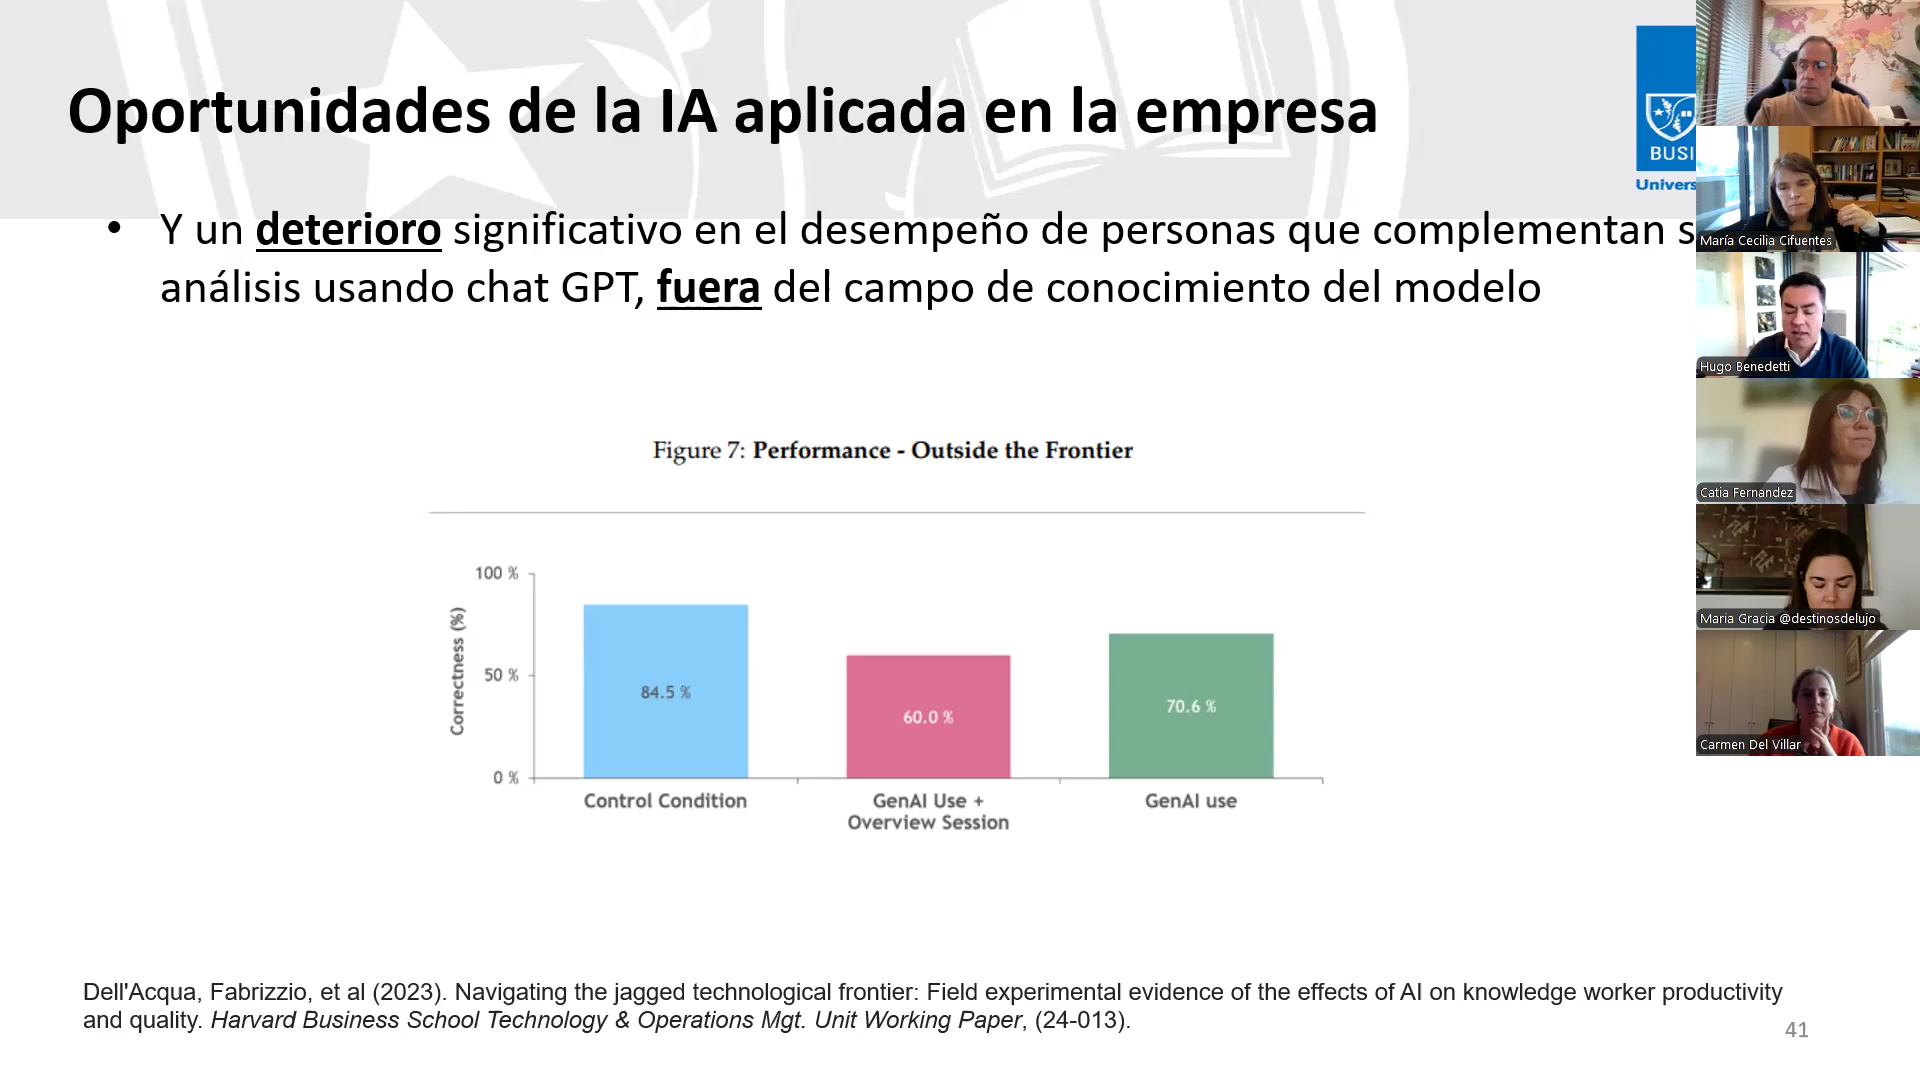 Oportunidades de la IA aplicada en la empresa
BUSI
Univers
• Y un deterioro significativo en el desempeño de personas que complementan s
análisis usando chat GPT, fuera del campo de conocimiento del modelo
Figure 7: Performance - Outside the Frontier
Correctness (%)
100 %
50 %
0 %
84.5 %
60.0 %
70.6 %
Control Condition
GenAI Use +
Overview Session
GenAI use
Dell'Acqua, Fabrizzio, et al (2023). Navigating the jagged technological frontier: Field experimental evidence of the effects of AI on knowledge worker productivity
and quality. Harvard Business School Technology & Operations Mgt. Unit Working Paper, (24-013).
41
María Cecilia Cifuentes
Hugo Benedetti
Catia Fernandez
Maria Gracia @destinosdelujo
Carmen Del Villar